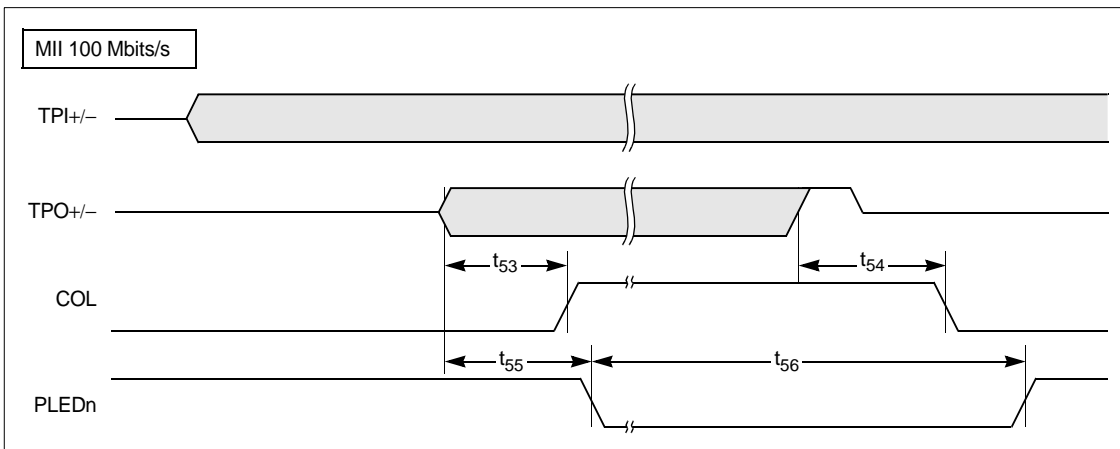 MII 100 Mbits/s
TPI+/−
TPO+/−
t53
t54
COL
t55
t56
PLEDn